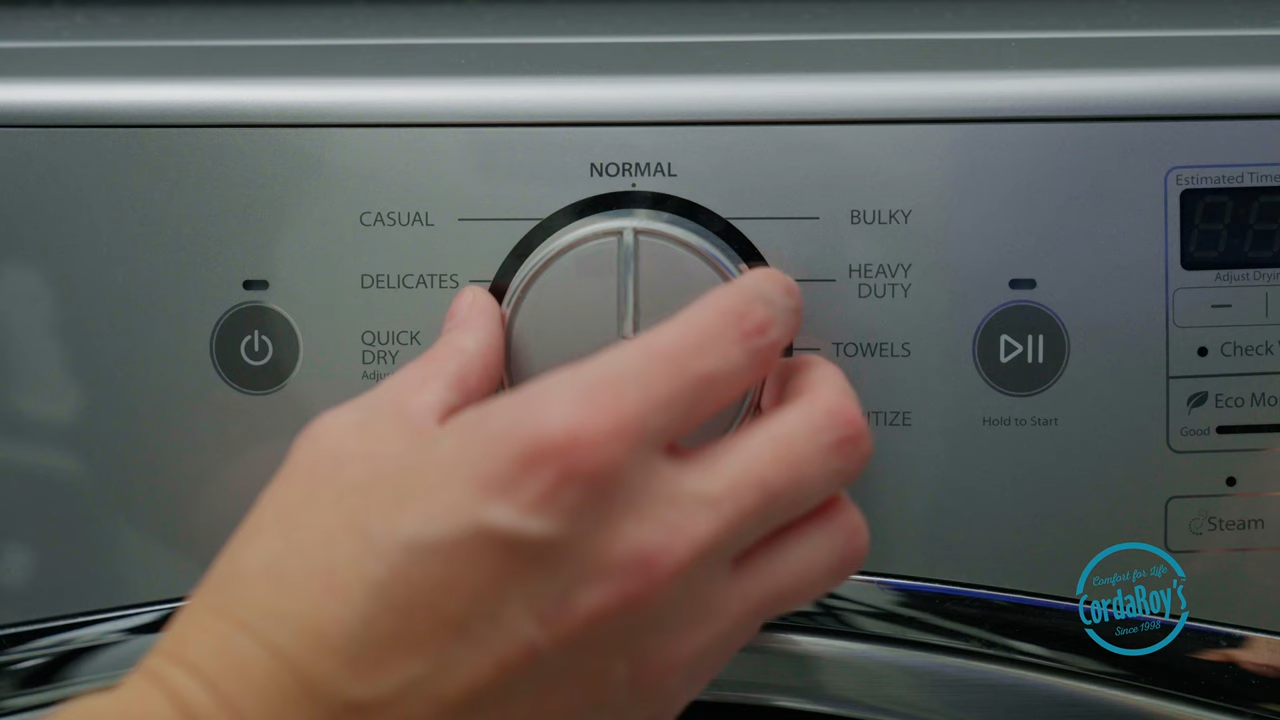 NORMAL
CASUAL
BULKY
DELICATES
HEAVY
DUTY
QUICK
DRY
TOWELS
Hold to Start
Estimated Time
Adjust
Check
Eco
Good
Steam
Comfort for Life
CordaRoy's
Since 1998